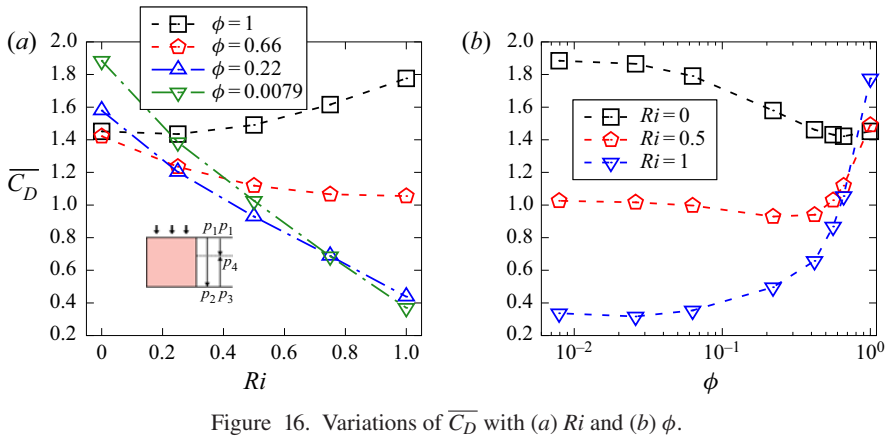 (a)
2.0
1.8
1.6
1.4
1.2
1.0
0.8
0.6
0.4
0.2
C_D
ϕ = 1
ϕ = 0.66
ϕ = 0.22
ϕ = 0.0079
p1 p1
p4
p2 p3
0 0.2 0.4 0.6 0.8 1.0
Ri
(b)
2.0
1.8
1.6
1.4
1.2
1.0
0.8
0.6
0.4
0.2
Ri = 0
Ri = 0.5
Ri = 1
10^−2 10^−1 10^0
ϕ
Figure 16. Variations of C_D with (a) Ri and (b) ϕ.